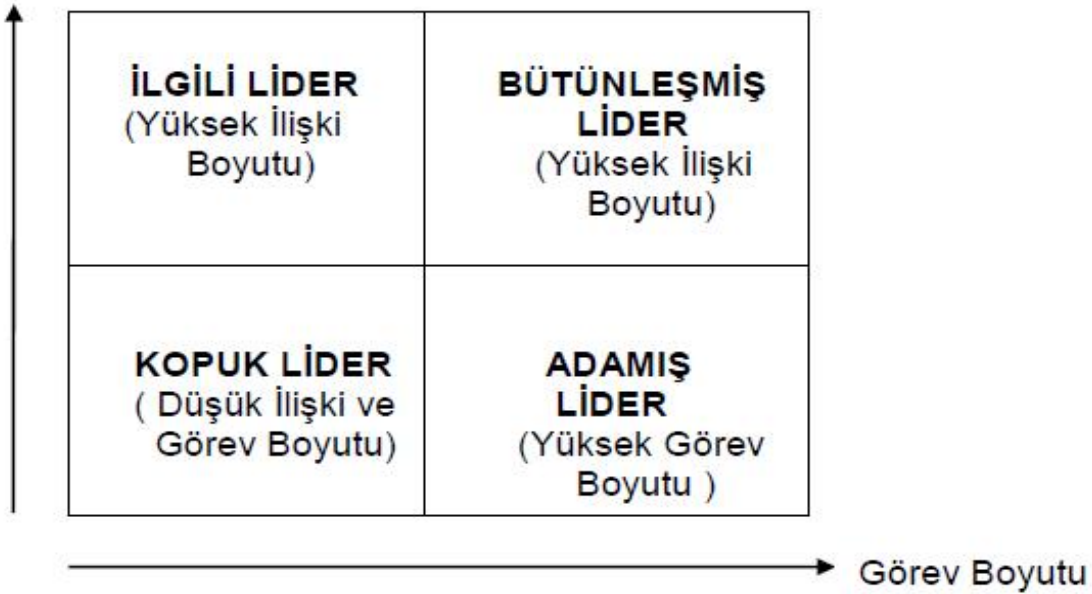 İLGİLİ LİDER
(Yüksek İlişki
Boyutu)
BÜTÜNLEŞMİŞ
LİDER
(Yüksek İlişki
Boyutu)
KOPUK LİDER
( Düşük İlişki ve
Görev Boyutu)
ADAMIŞ
LİDER
(Yüksek Görev
Boyutu )
Görev Boyutu